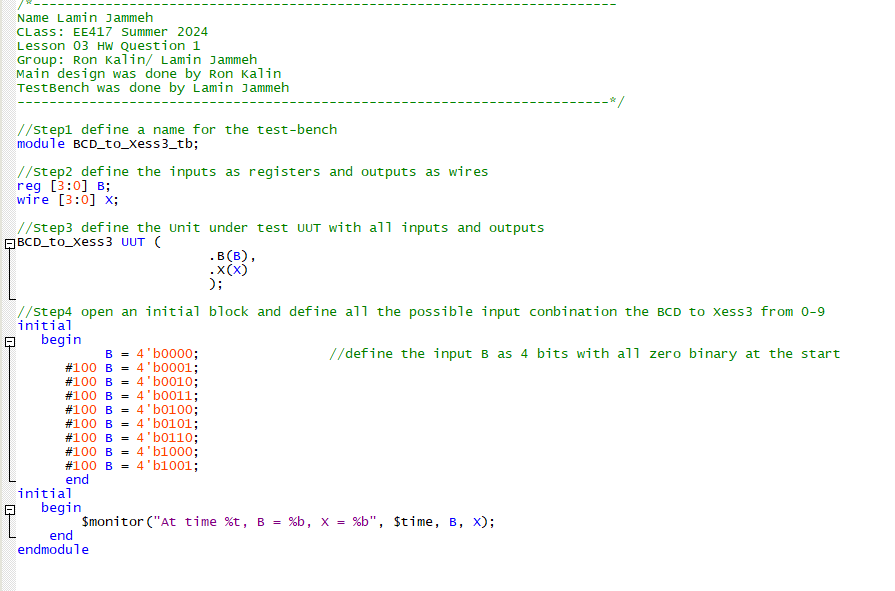 /*--------------------------------------------------------------------------
Name Lamin Jammeh
CLass: EE417 Summer 2024
Lesson 03 HW Question 1
Group: Ron Kalin/ Lamin Jammeh
Main design was done by Ron Kalin
TestBench was done by Lamin Jammeh
--------------------------------------------------------------------------*/
//Step1 define a name for the test-bench
module BCD_to_Xess3_tb;
//Step2 define the inputs as registers and outputs as wires
reg [3:0] B;
wire [3:0] X;
//Step3 define the Unit under test UUT with all inputs and outputs
BCD_to_Xess3 UUT (
.B(B),
.X(X)
);
//Step4 open an initial block and define all the possible input conbination the BCD to Xess3 from 0-9
initial
begin
B = 4'b0000; //define the input B as 4 bits with all zero binary at the start
#100 B = 4'b0001;
#100 B = 4'b0010;
#100 B = 4'b0011;
#100 B = 4'b0100;
#100 B = 4'b0101;
#100 B = 4'b0110;
#100 B = 4'b1000;
#100 B = 4'b1001;
end
initial
begin
$monitor("At time %t, B = %b, X = %b", $time, B, X);
end
endmodule